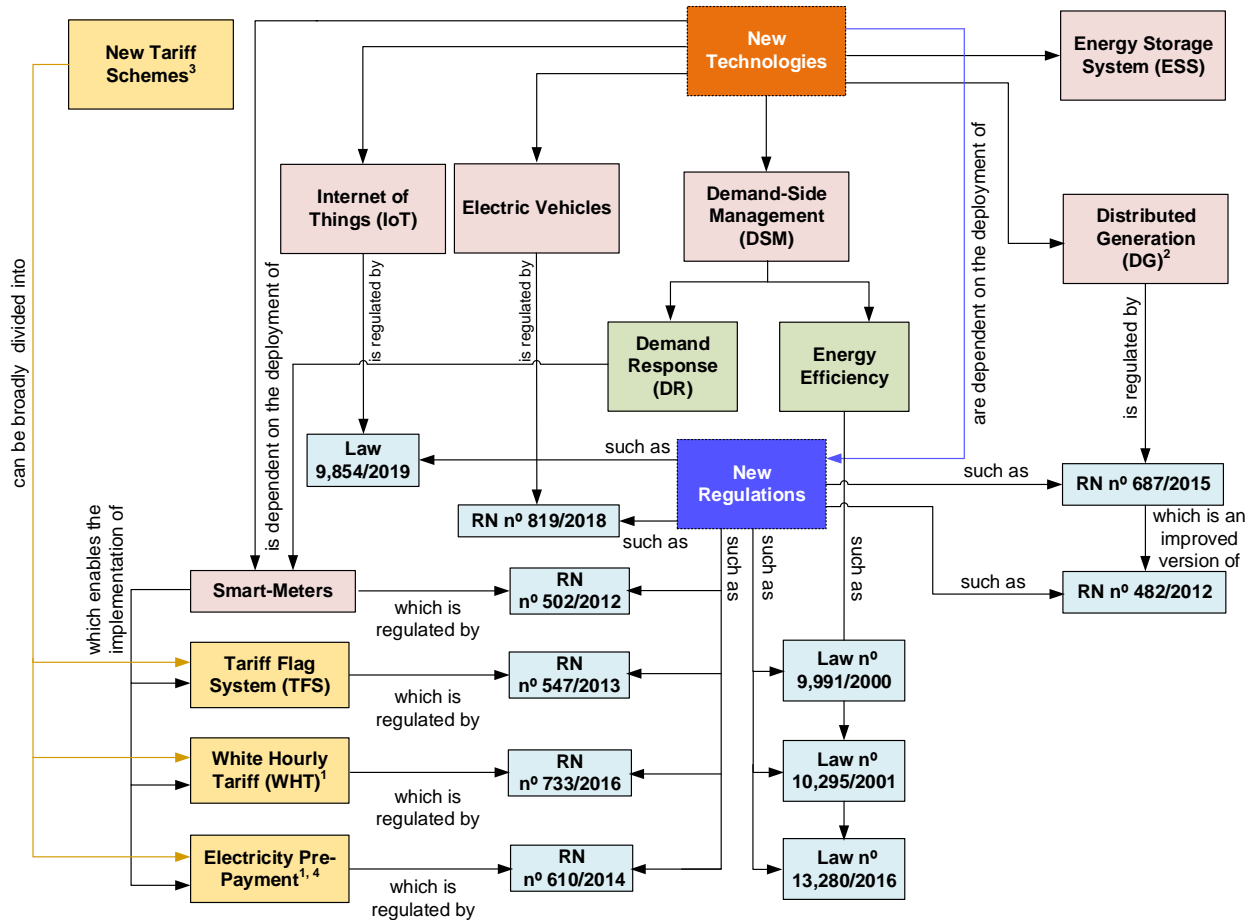 New Tariff
Schemes³
New
Technologies
Energy Storage
System (ESS)
Internet of
Things (IoT)
Electric Vehicles
Demand-Side
Management
(DSM)
Distributed
Generation
(DG)²
can be broadly divided into
is dependent on the deployment of
is regulated by
is regulated by
are dependent on the deployment of
is regulated by
Demand
Response
(DR)
Energy
Efficiency
Law
9,854/2019
such as
New
Regulations
such as
RN nº 687/2015
RN nº 819/2018
such as
which is an
improved
version of
which enables the
implementation of
such as
such as
such as
such as
RN nº 482/2012
Smart-Meters
which is
regulated by
RN
nº 502/2012
Tariff Flag
System (TFS)
which is
regulated by
RN
nº 547/2013
Law nº
9,991/2000
White Hourly
Tariff (WHT)¹
which is
regulated by
RN
nº 733/2016
Law nº
10,295/2001
Electricity Pre-
Payment¹, ⁴
which is
regulated by
RN
nº 610/2014
Law nº
13,280/2016